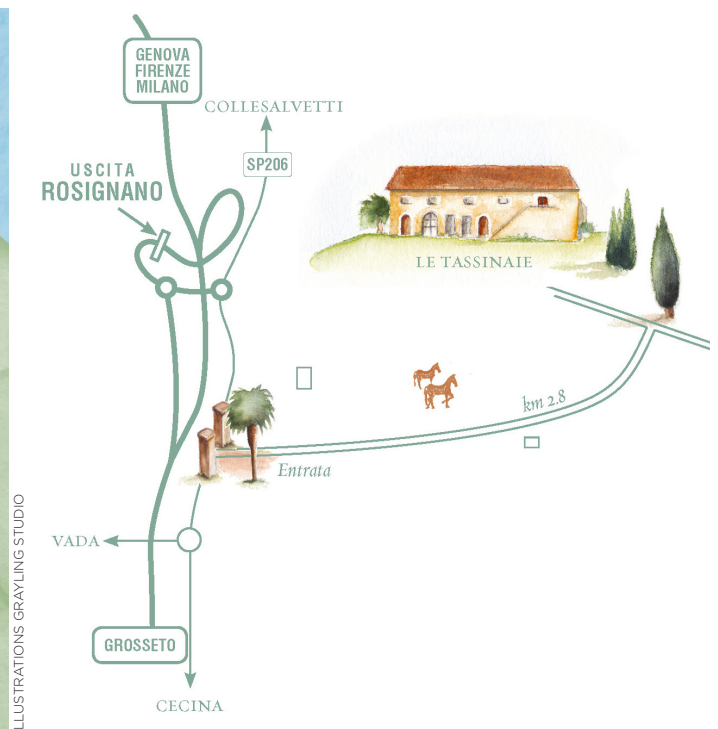 GENOVA
FIRENZE
MILANO
COLLESALVETTI
SP206
USCITA
ROSIGNANO
LE TASSINAIE
km 2.8
Entrata
VADA
GROSSETO
CECINA
LLUSTRATIONS GRAYLING STUDIO